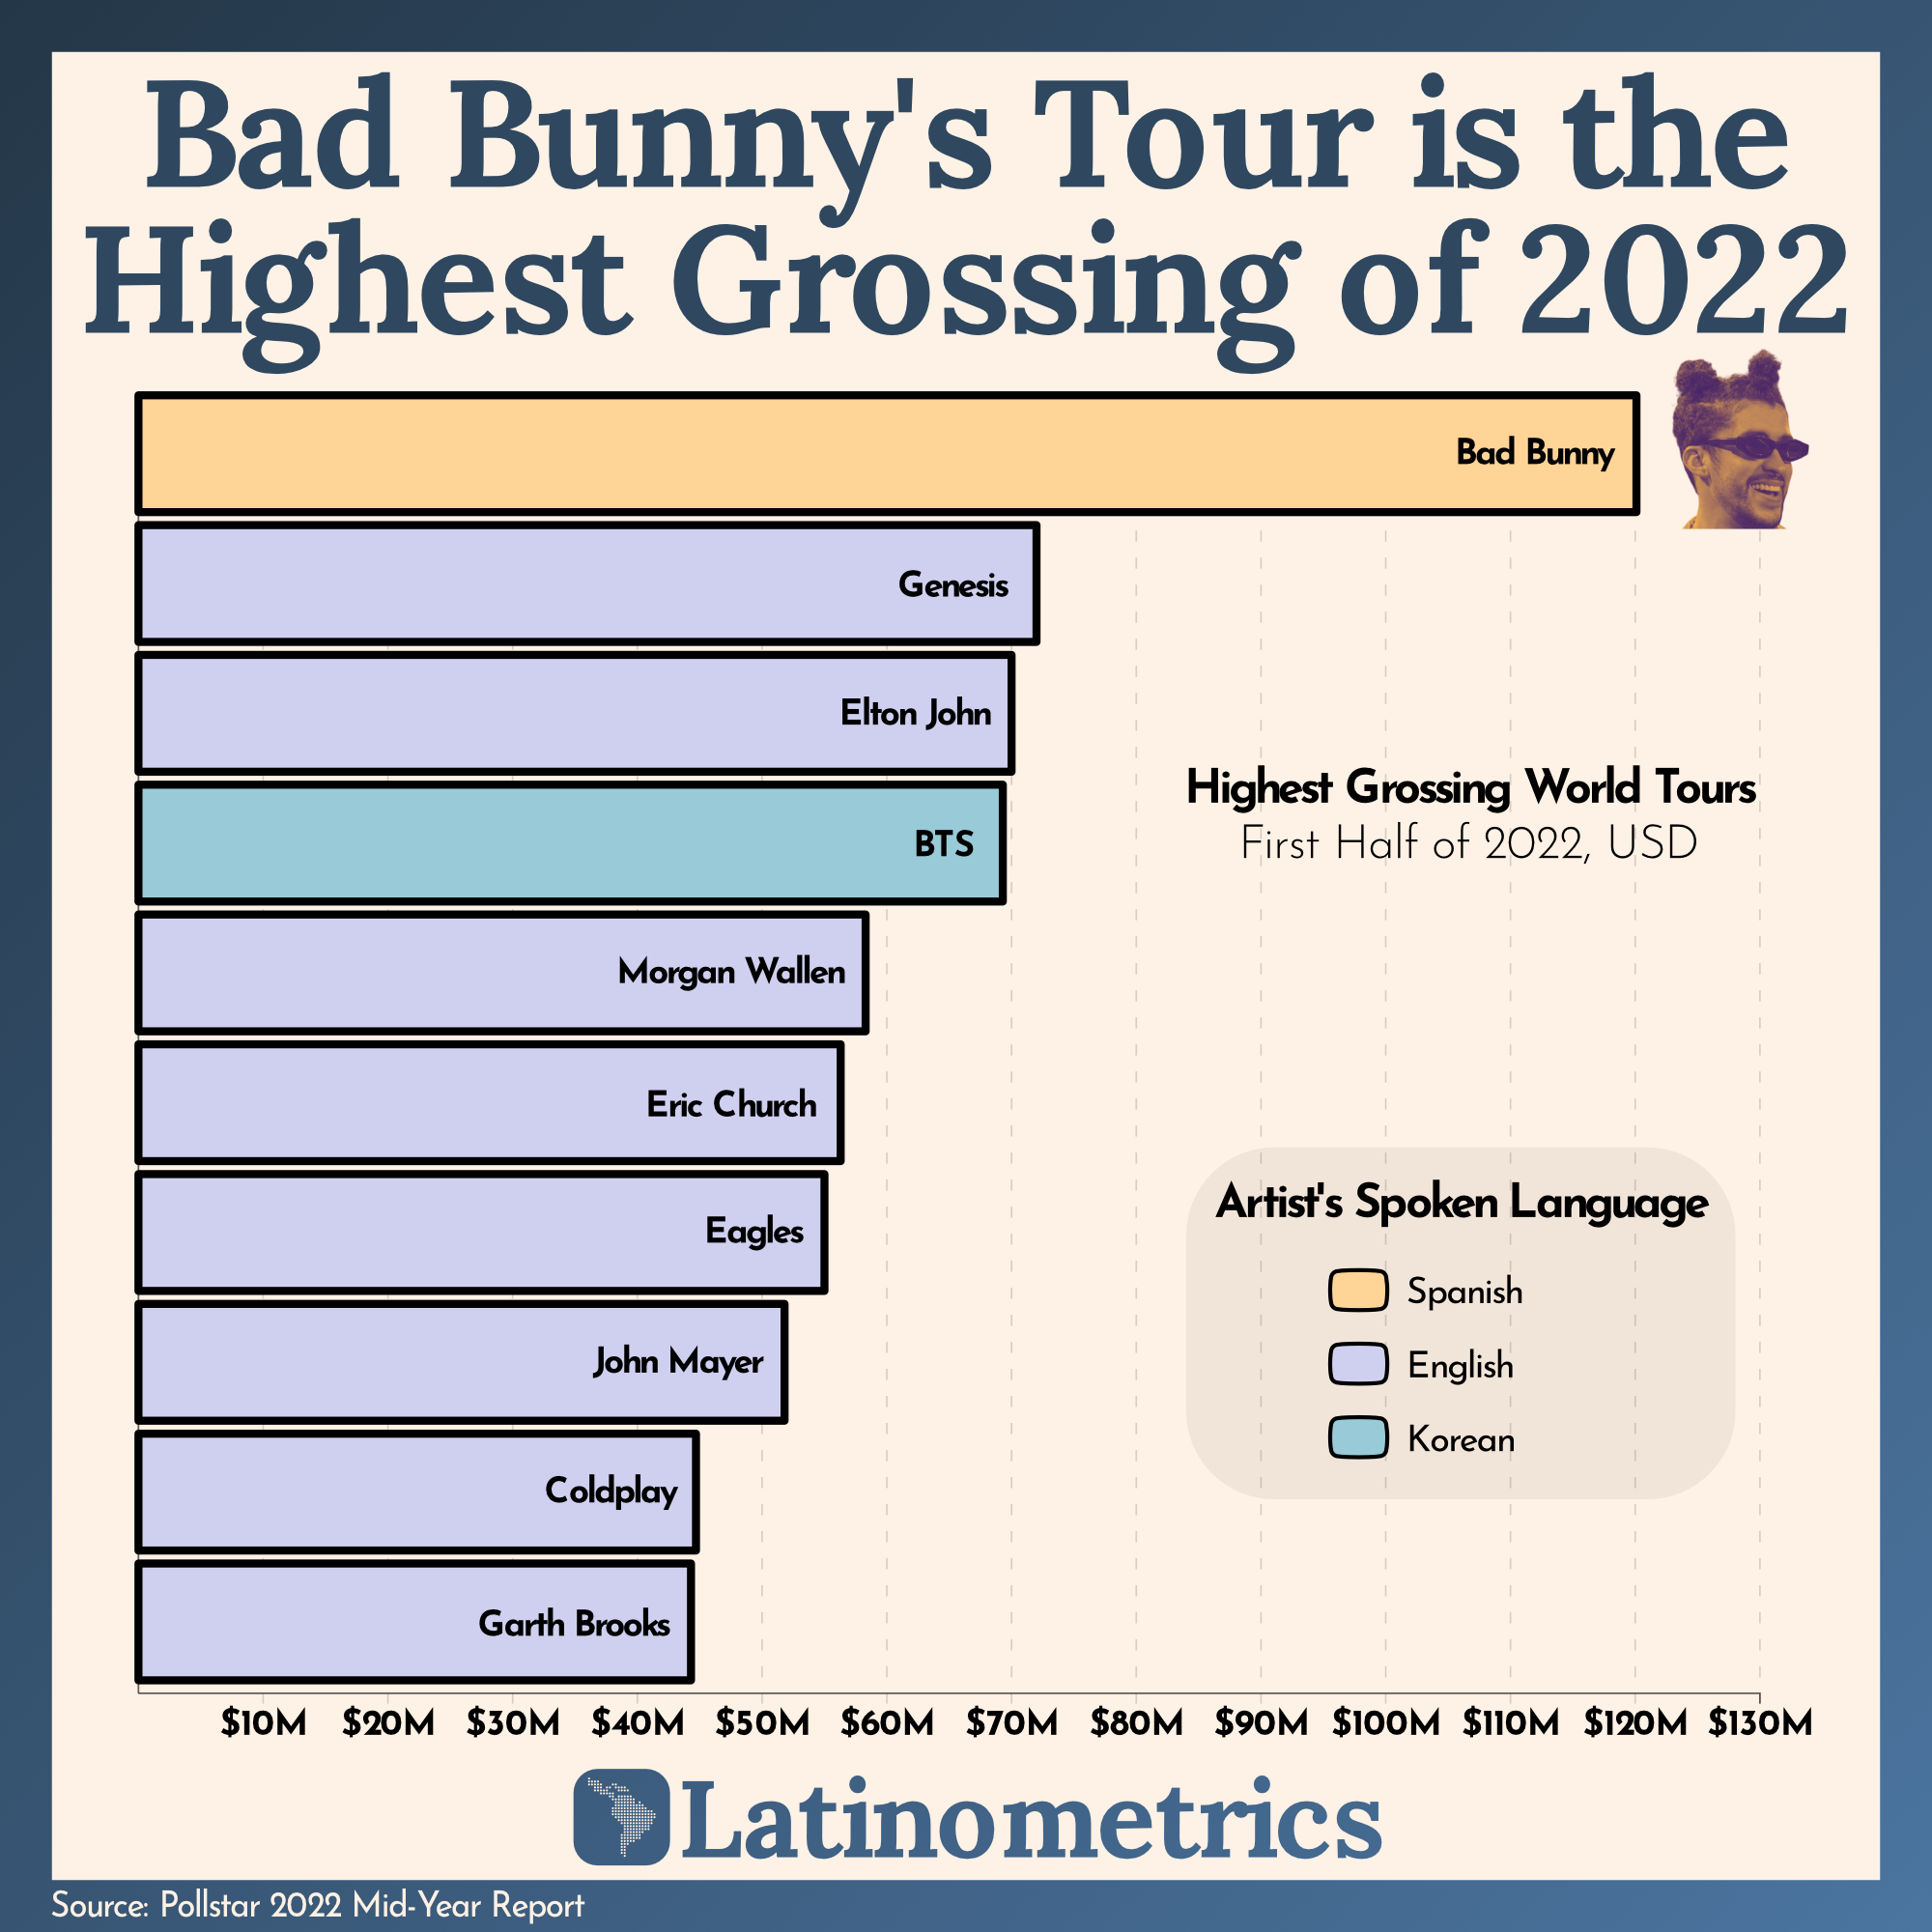 Bad Bunny's Tour is the
Highest Grossing of 2022
Bad Bunny
Genesis
Elton John
BTS
Morgan Wallen
Eric Church
Eagles
John Mayer
Coldplay
Garth Brooks
Highest Grossing World Tours
First Half of 2022, USD
Artist's Spoken Language
Spanish
English
Korean
$10M $20M $30M $40M $50M $60M $70M $80M $90M $100M $110M $120M $130M
Latinometrics
Source: Pollstar 2022 Mid-Year Report